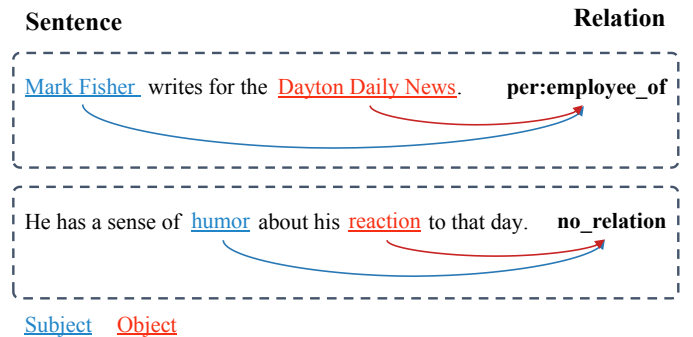 Sentence Relation
Mark Fisher writes for the Dayton Daily News. per:employee_of
He has a sense of humor about his reaction to that day. no_relation
Subject Object